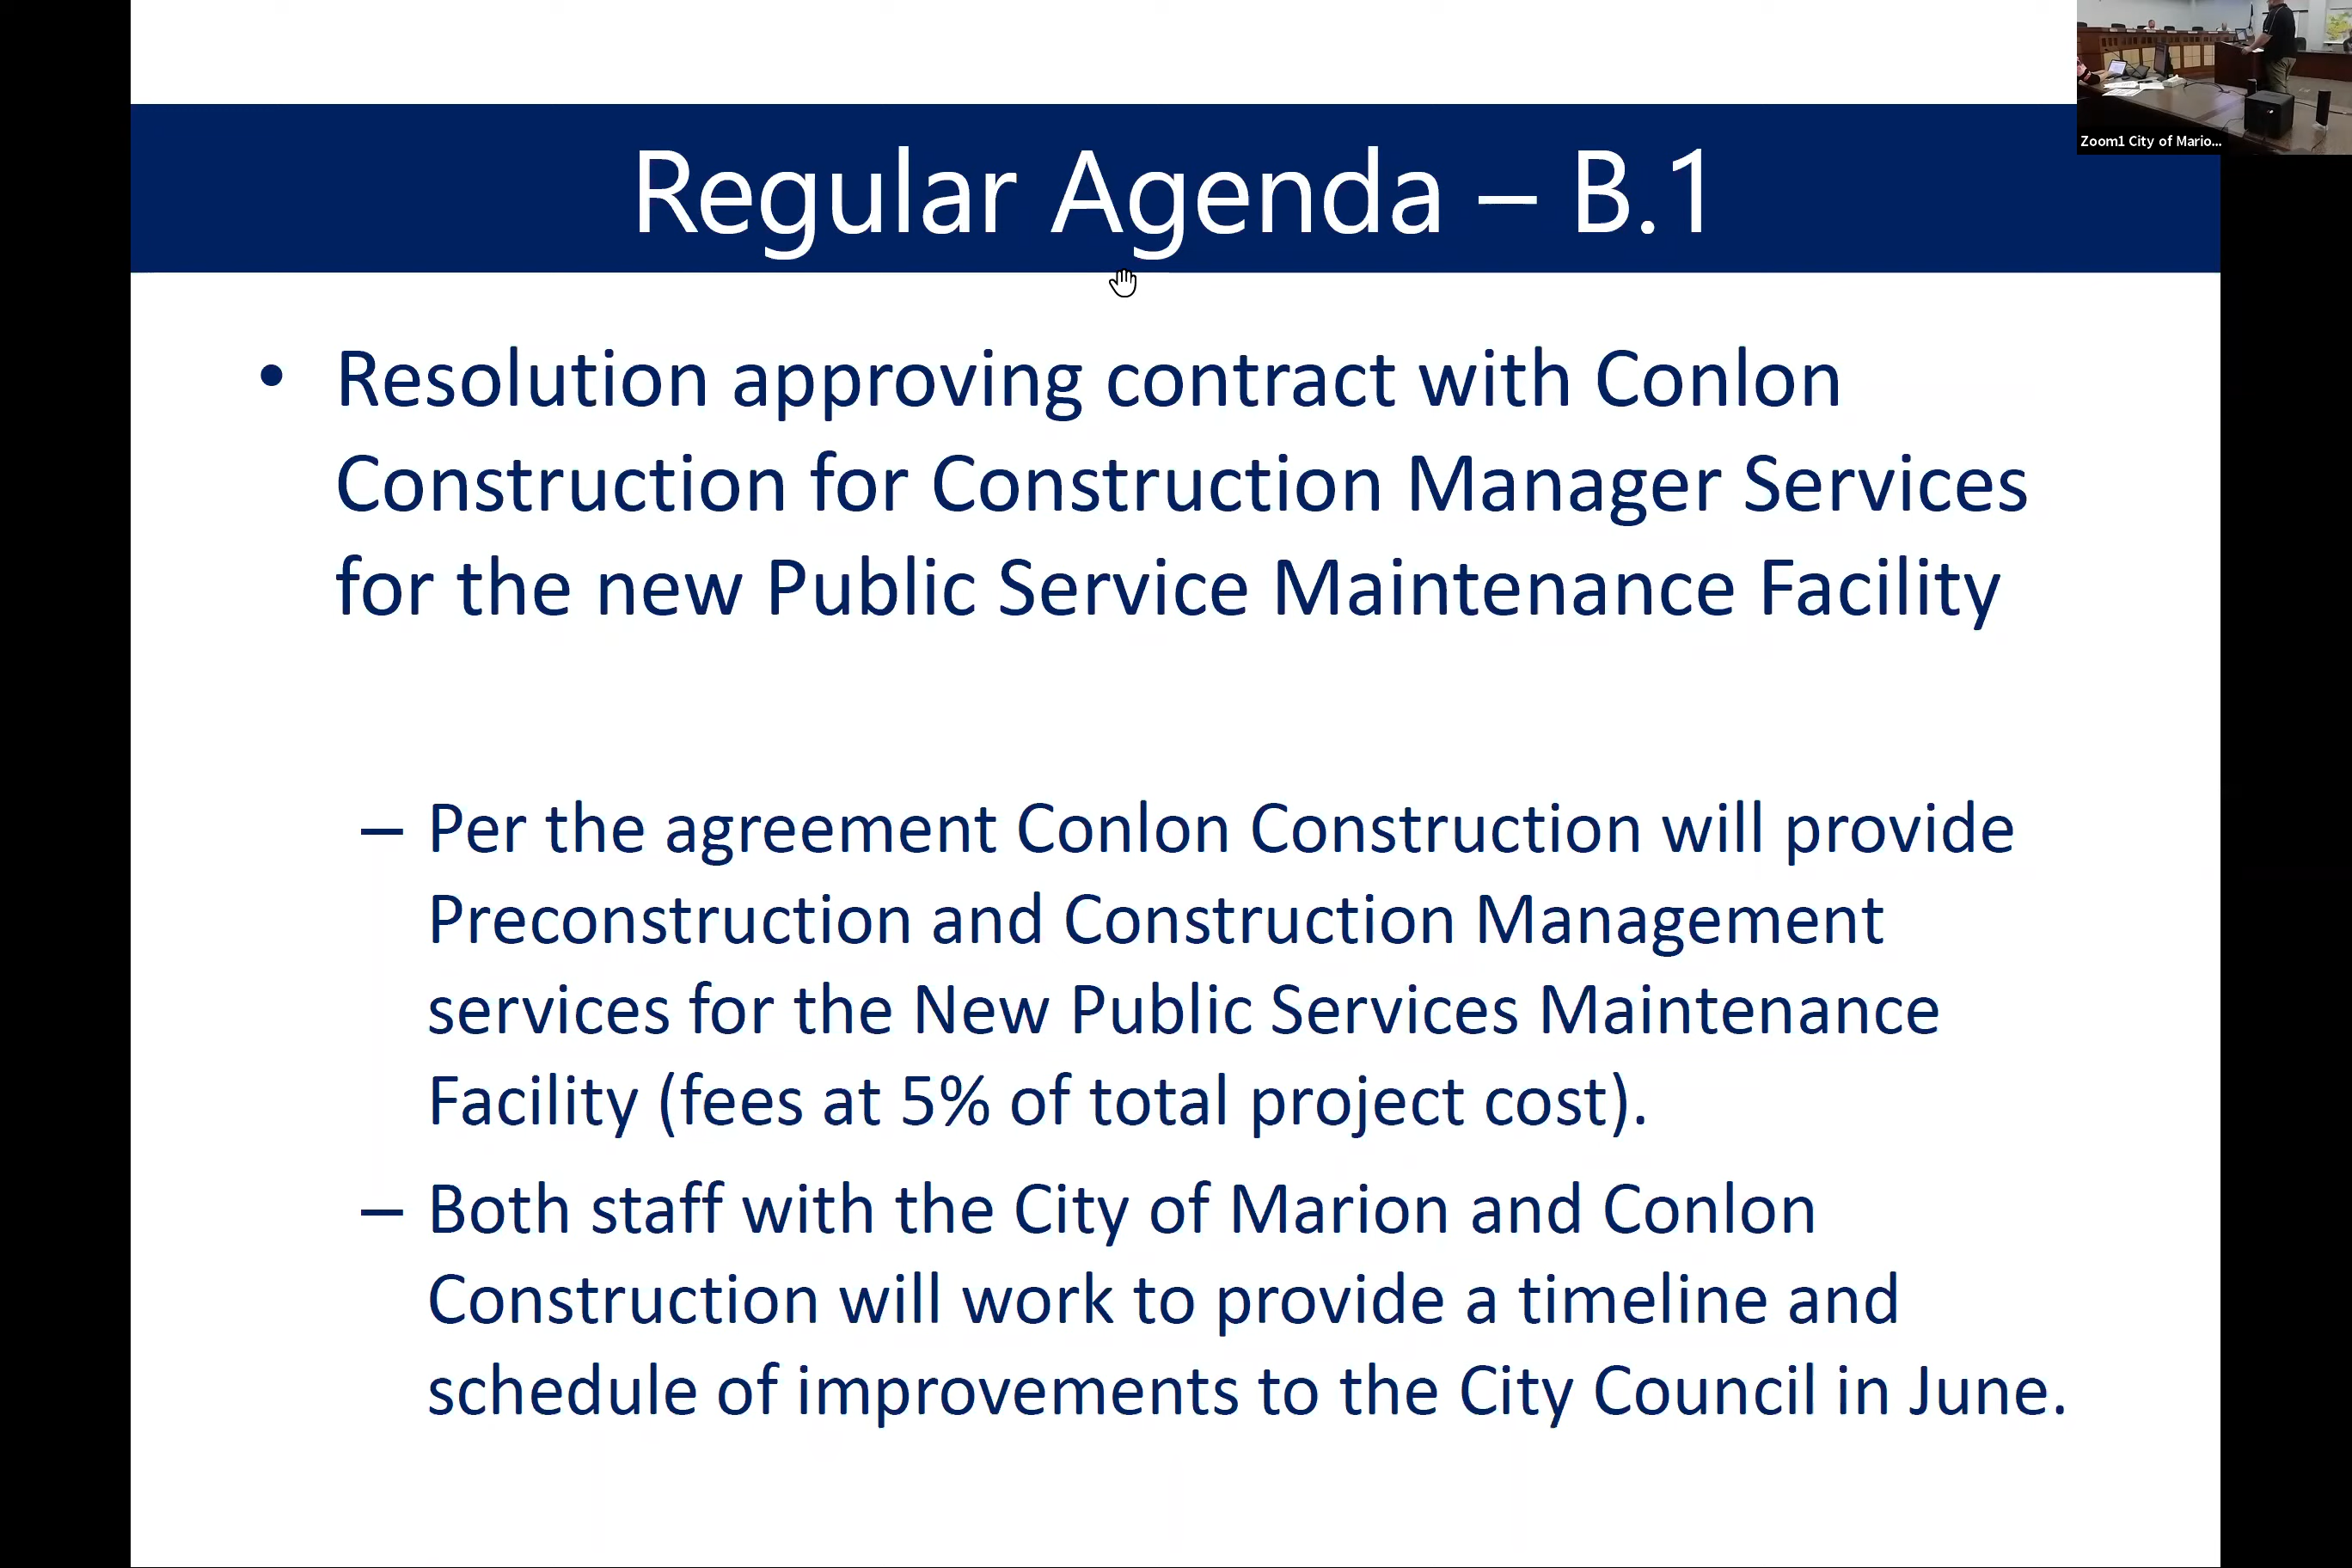 Zoom1 City of Mario...
Regular Agenda – B.1
• Resolution approving contract with Conlon
Construction for Construction Manager Services
for the new Public Service Maintenance Facility
– Per the agreement Conlon Construction will provide
Preconstruction and Construction Management
services for the New Public Services Maintenance
Facility (fees at 5% of total project cost).
– Both staff with the City of Marion and Conlon
Construction will work to provide a timeline and
schedule of improvements to the City Council in June.